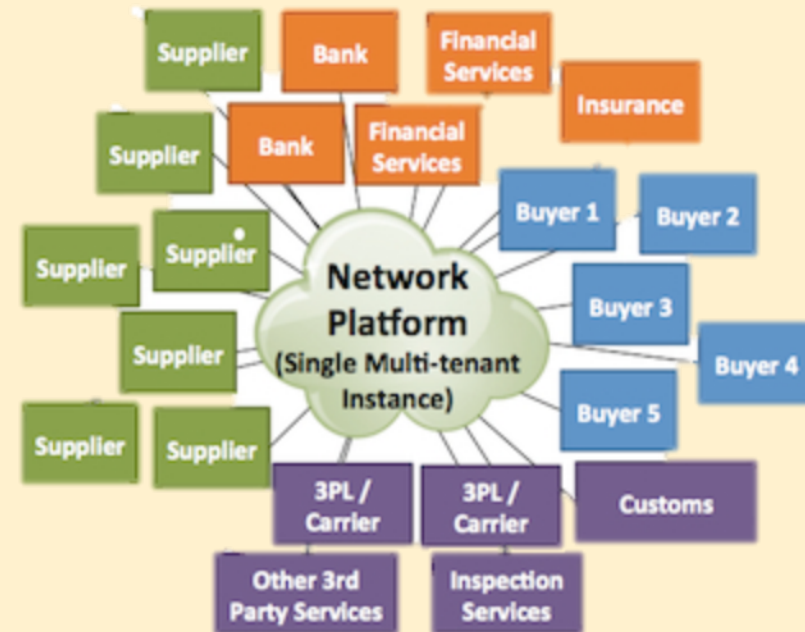 Supplier
Bank
Financial
Services
Insurance
Supplier
Bank
Financial
Services
Buyer 1
Buyer 2
Supplier
Supplier
Network
Platform
(Single Multi-tenant
Instance)
Buyer 3
Supplier
Buyer 4
Buyer 5
Supplier
Supplier
3PL /
Carrier
3PL /
Carrier
Customs
Other 3rd
Party Services
Inspection
Services